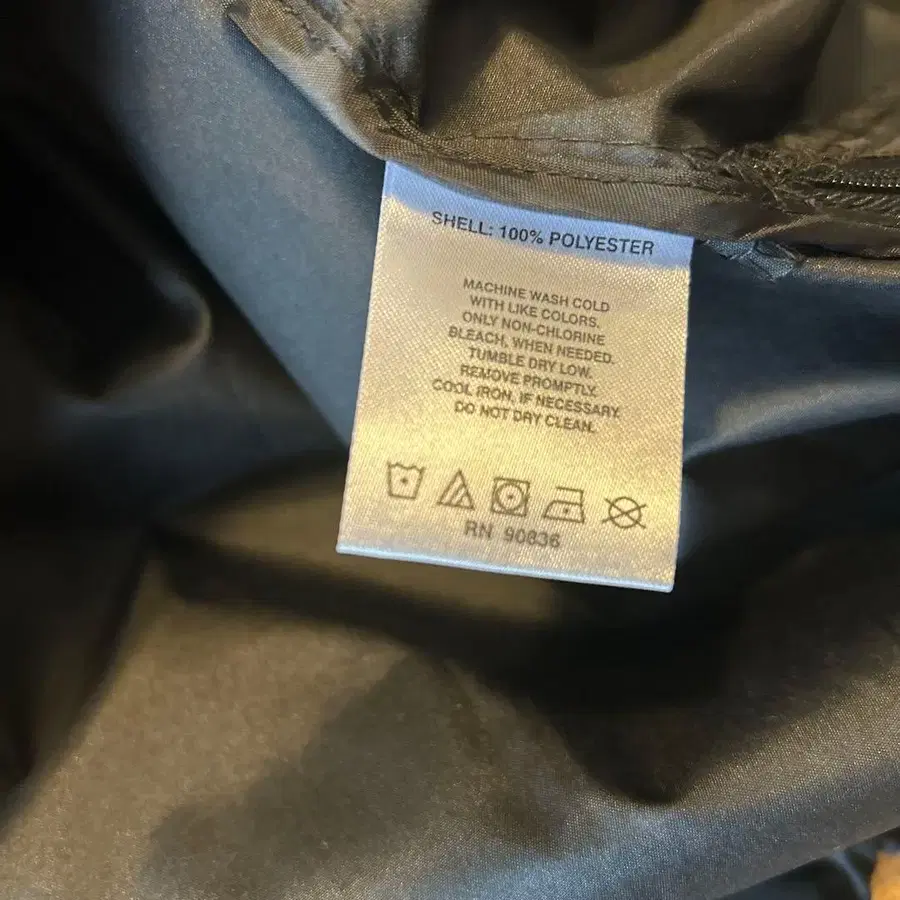 SHELL: 100% POLYESTER
MACHINE WASH COLD
WITH LIKE COLORS.
ONLY NON-CHLORINE
BLEACH, WHEN NEEDED.
TUMBLE DRY LOW.
REMOVE PROMPTLY.
COOL IRON, IF NECESSARY.
DO NOT DRY CLEAN.
RN 90836